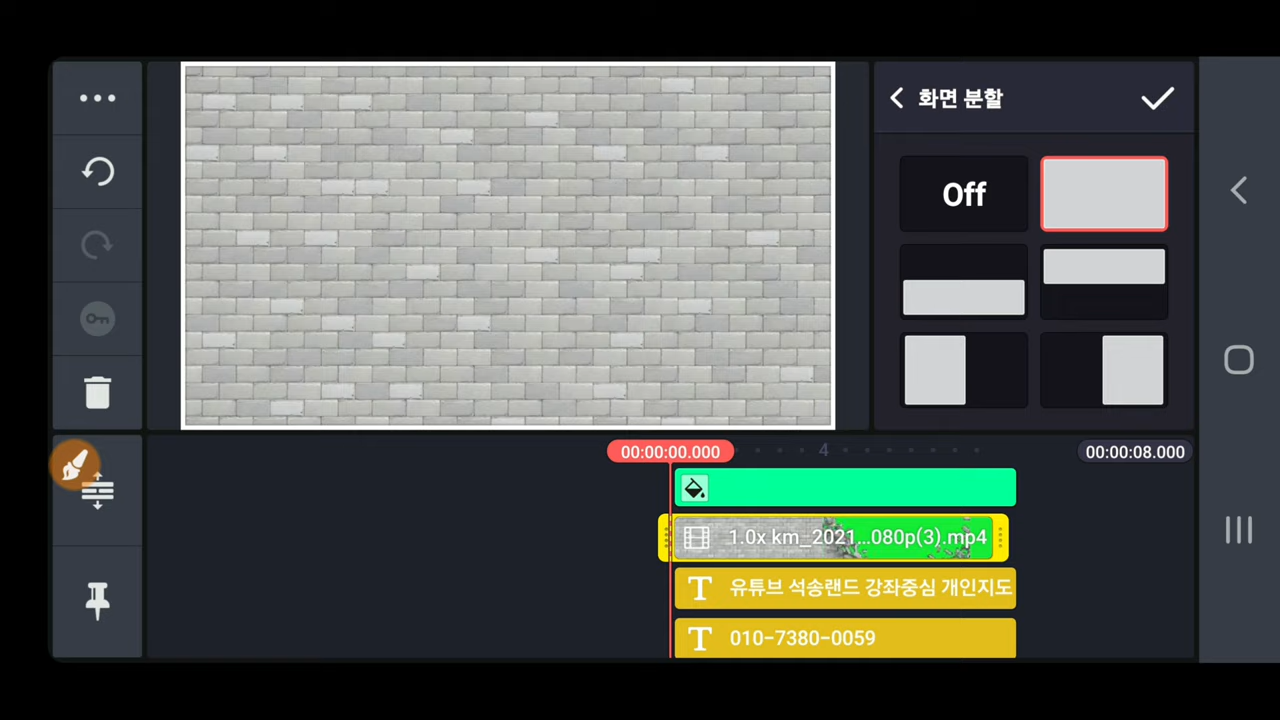 화면 분할
Off
00:00:00.000
4
00:00:08.000
1.0x km_2021...080p(3).mp4
T 유튜브 석송랜드 강좌중심 개인지도
T 010-7380-0059